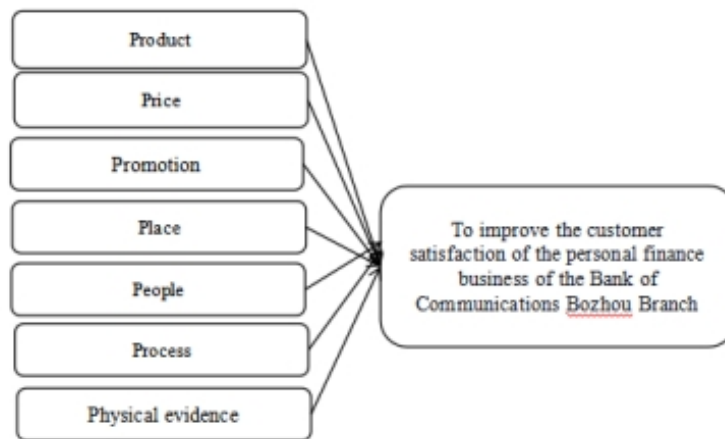 Product
Price
Promotion
Place
People
Process
Physical evidence
To improve the customer
satisfaction of the personal finance
business of the Bank of
Communications Bozhou Branch